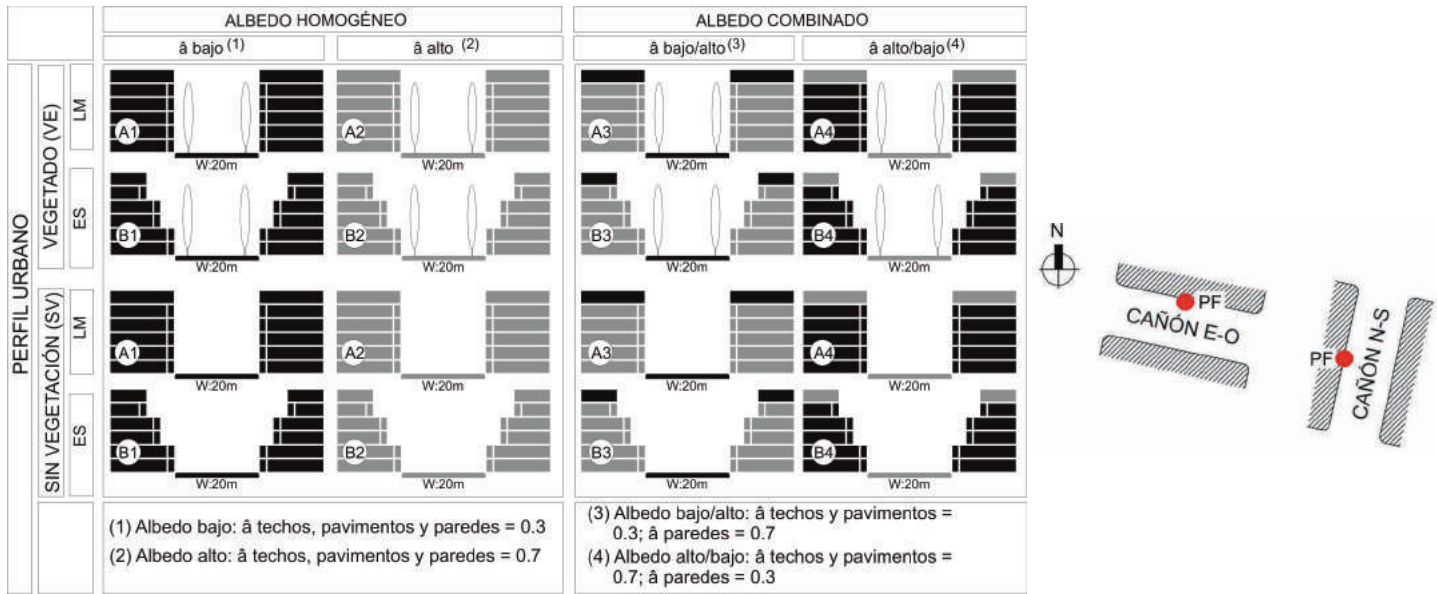 ALBEDO HOMOGÉNEO
ALBEDO COMBINADO
â bajo (1)
â alto (2)
â bajo/alto (3)
â alto/bajo (4)
PERFIL URBANO
VEGETADO (VE)
LM
A1
W:20m
A2
W:20m
A3
W:20m
A4
W:20m
ES
B1
W:20m
B2
W:20m
B3
W:20m
B4
W:20m
SIN VEGETACIÓN (SV)
LM
A1
W:20m
A2
W:20m
A3
W:20m
A4
W:20m
ES
B1
W:20m
B2
W:20m
B3
W:20m
B4
W:20m
(1) Albedo bajo: â techos, pavimentos y paredes = 0.3
(2) Albedo alto: â techos, pavimentos y paredes = 0.7
(3) Albedo bajo/alto: â techos y pavimentos =
0.3; â paredes = 0.7
(4) Albedo alto/bajo: â techos y pavimentos =
0.7; â paredes = 0.3
N
PF
CAÑÓN E-O
PF
CAÑÓN N-S